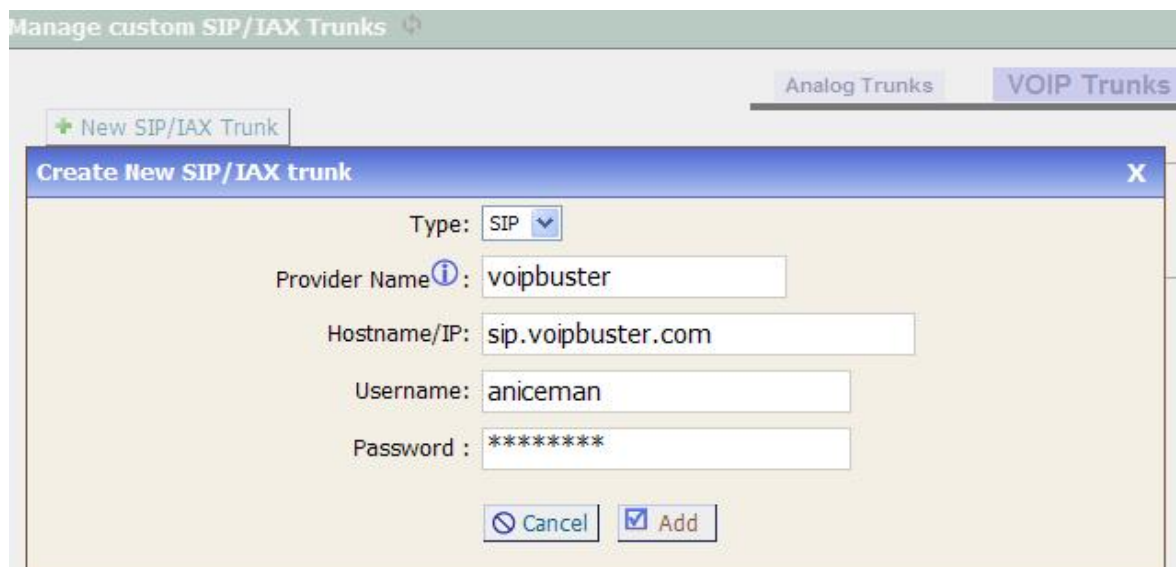 Manage custom SIP/IAX Trunks
Analog Trunks VOIP Trunks
+ New SIP/IAX Trunk
Create New SIP/IAX trunk X
Type: SIP
Provider Name i : voipbuster
Hostname/IP: sip.voipbuster.com
Username: aniceman
Password : ********
Cancel Add